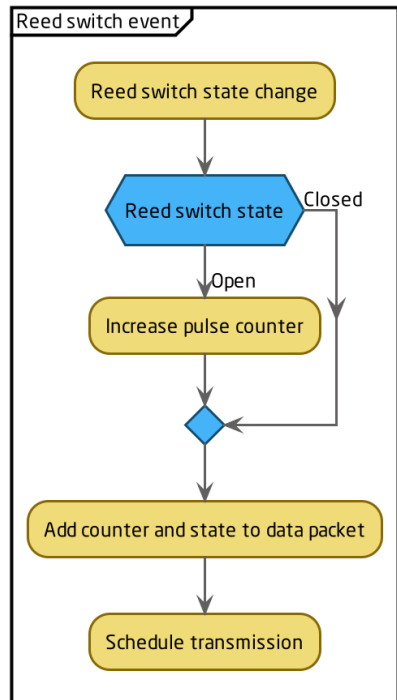 Reed switch event
Reed switch state change
Reed switch state
Closed
Open
Increase pulse counter
Add counter and state to data packet
Schedule transmission